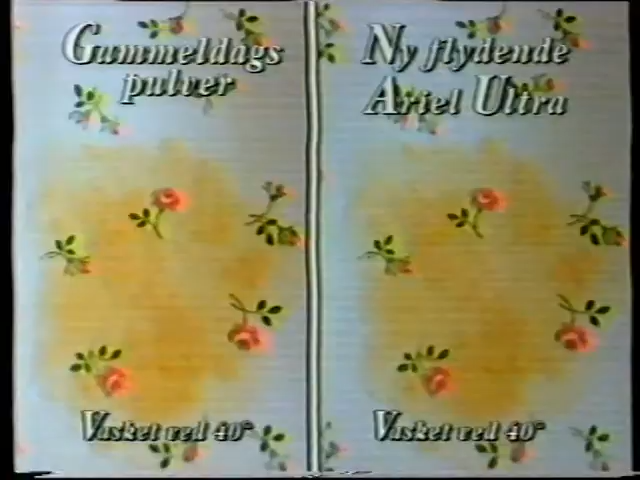 Gammeldags
pulver
Vasket ved 40°
Ny flydende
Ariel Ultra
Vasket ved 40°